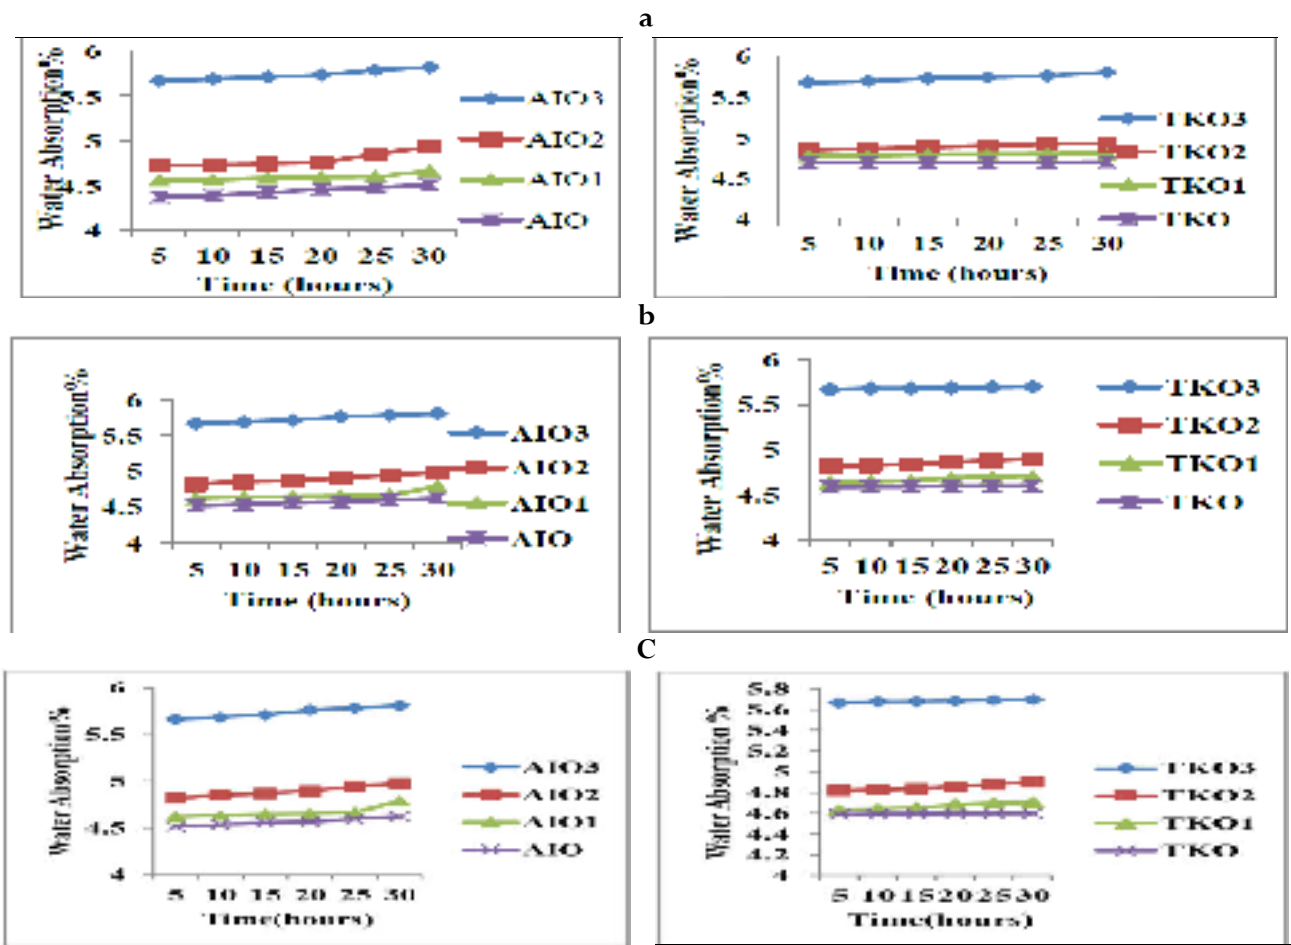 a
Water Absorption%
6
5.5
5
4.5
4
5 10 15 20 25 30
Time (hours)
AIO3
AIO2
AIO1
AIO
Water Absorption%
6
5.5
5
4.5
4
5 10 15 20 25 30
Time (hours)
TKO3
TKO2
TKO1
TKO
b
Water Absorption%
6
5.5
5
4.5
4
5 10 15 20 25 30
Time (hours)
AIO3
AIO2
AIO1
AIO
Water Absorption%
6
5.5
5
4.5
4
5 10 15 20 25 30
Time (hours)
TKO3
TKO2
TKO1
TKO
C
Water Absorption%
6
5.5
5
4.5
4
5 10 15 20 25 30
Time(hours)
AIO3
AIO2
AIO1
AIO
Water Absorption%
5.8
5.6
5.4
5.2
5
4.8
4.6
4.4
4.2
4
5 10 15 20 25 30
Time(hours)
TKO3
TKO2
TKO1
TKO